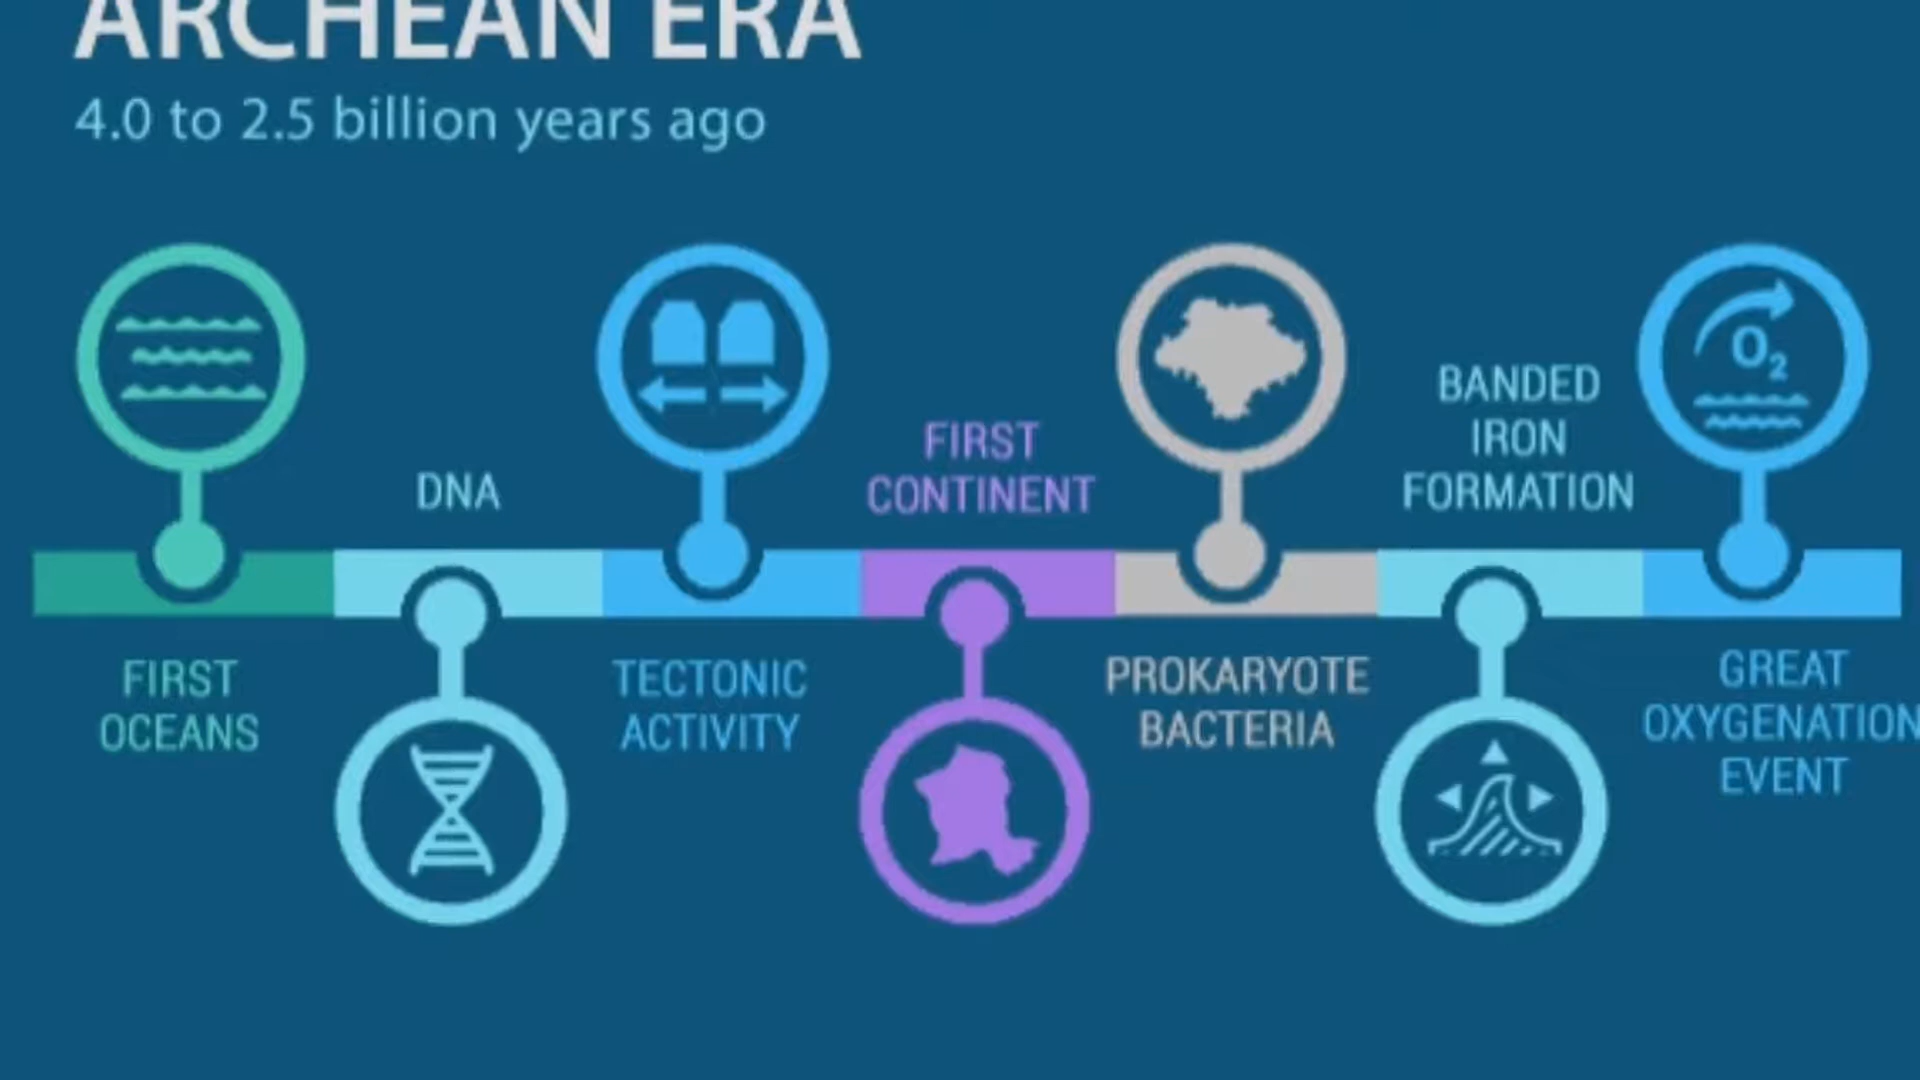 ARCHEAN ERA
4.0 to 2.5 billion years ago
FIRST
OCEANS
DNA
TECTONIC
ACTIVITY
FIRST
CONTINENT
PROKARYOTE
BACTERIA
BANDED
IRON
FORMATION
O₂
GREAT
OXYGENATION
EVENT